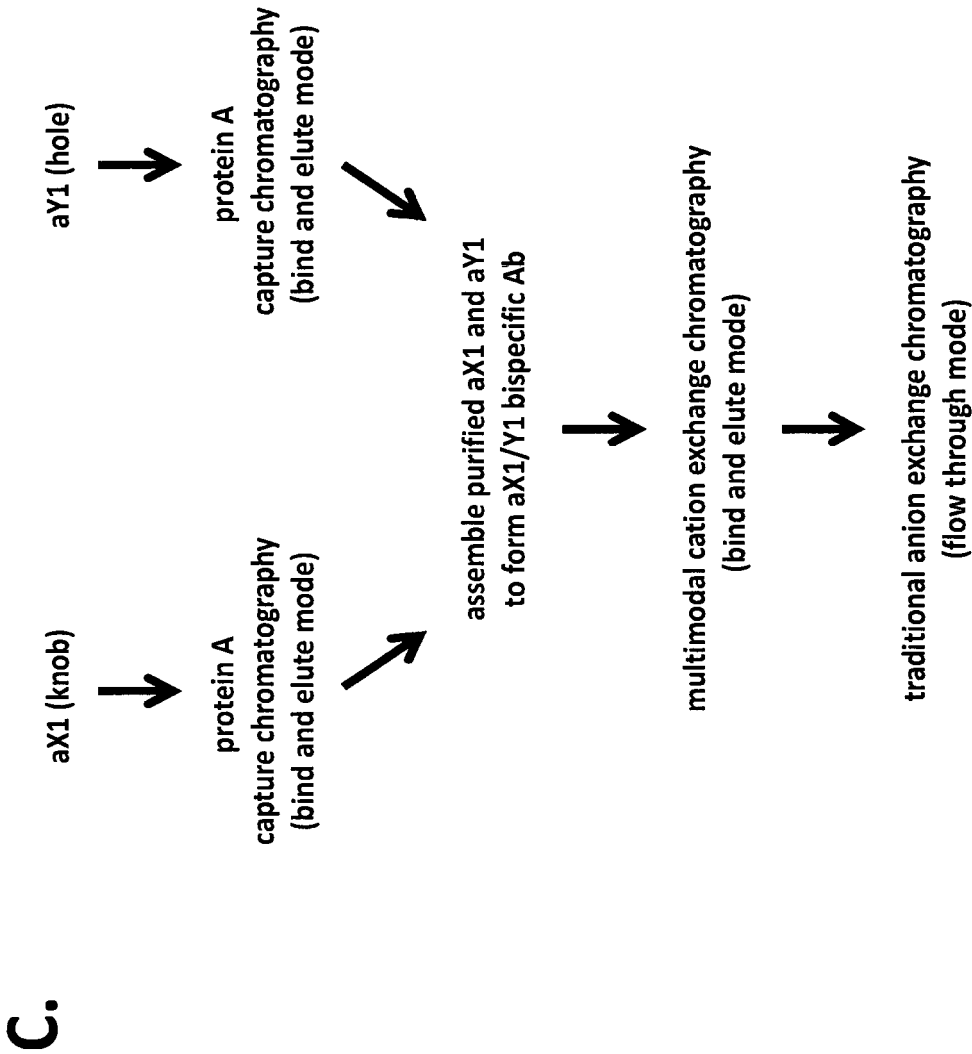 C.
aX1 (knob)
aY1 (hole)
protein A
capture chromatography
(bind and elute mode)
protein A
capture chromatography
(bind and elute mode)
assemble purified aX1 and aY1
to form aX1/Y1 bispecific Ab
multimodal cation exchange chromatography
(bind and elute mode)
traditional anion exchange chromatography
(flow through mode)